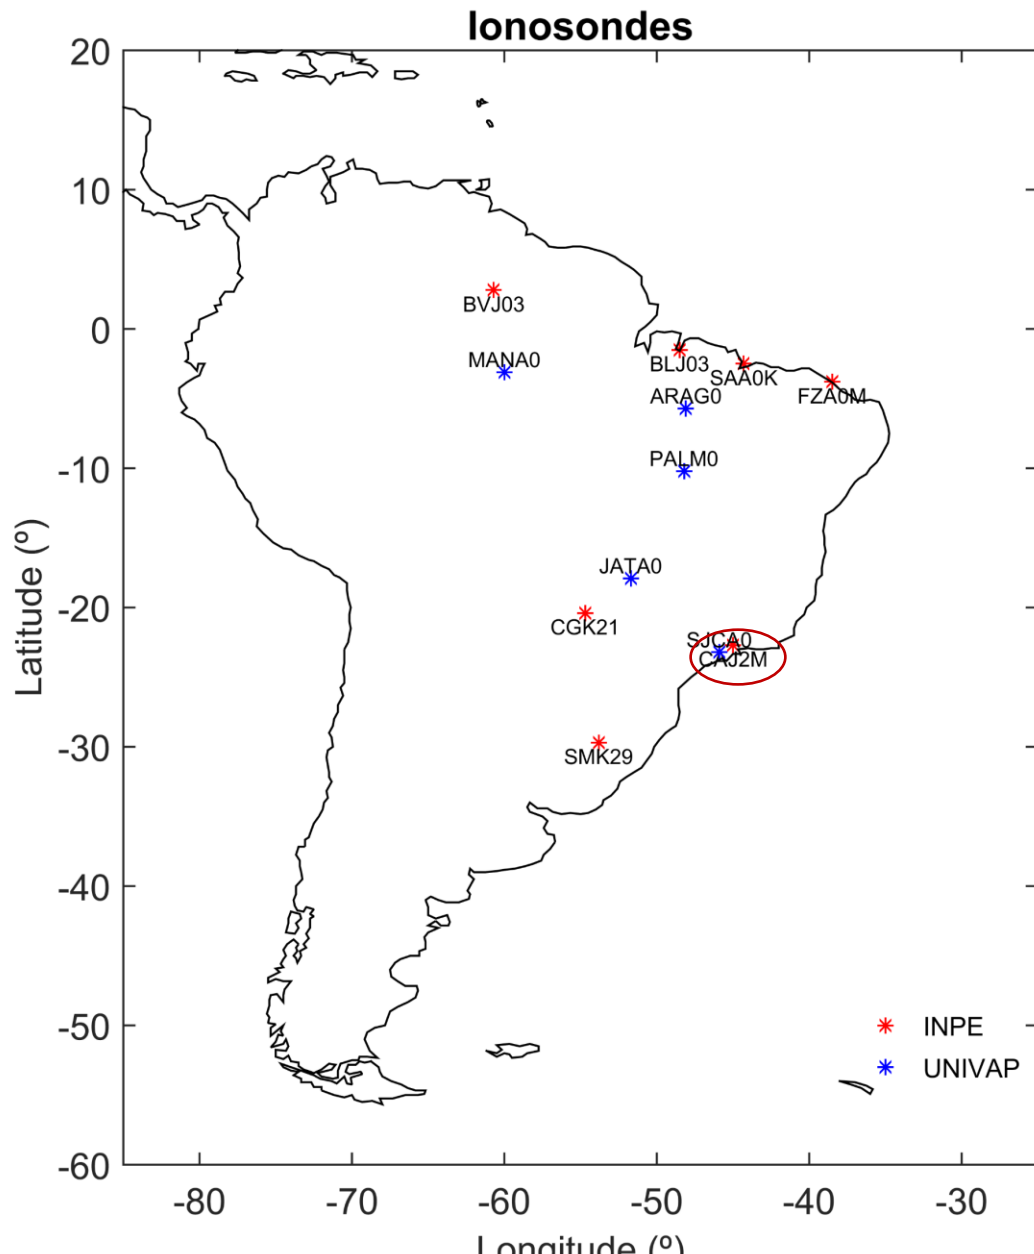 Ionosondes
20
10
0
-10
-20
-30
-40
-50
-60
Latitude (º)
BVJ03
MANA0
BLJ03
SAA0K
ARAG0
FZA0M
PALM0
JATA0
CGK21
SJCA0
CAJ2M
SMK29
INPE
UNIVAP
-80
-70
-60
-50
-40
-30
Longitude (º)